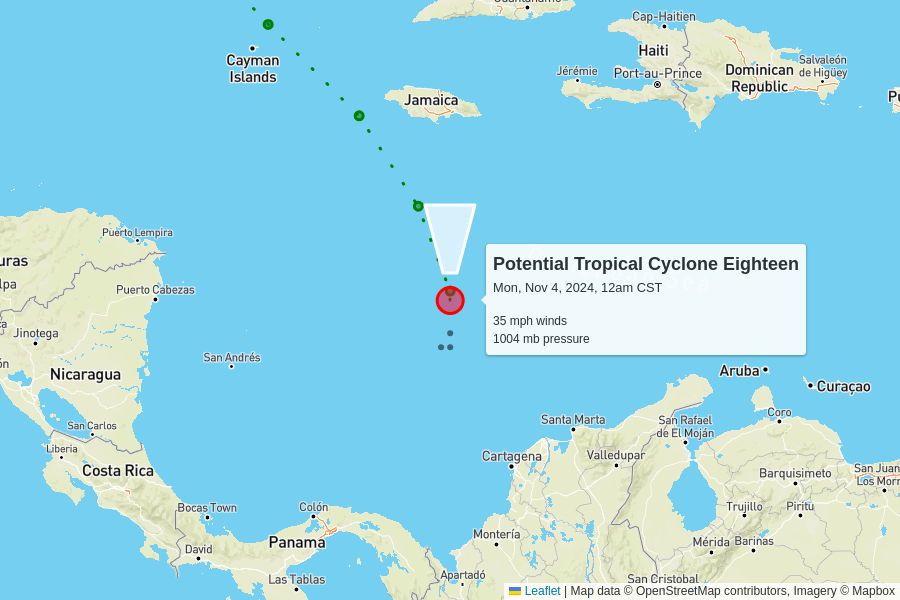 Guantánamo
Cap-Haitien
Haiti
Cayman
Islands
Jérémie
Port-au-Prince
Dominican
Republic
Salvaleón
de Higüey
Jamaica
Puerto Lempira
Potential Tropical Cyclone Eighteen
Mon, Nov 4, 2024, 12am CST
35 mph winds
1004 mb pressure
Puerto Cabezas
Jinotega
San Andrés
Nicaragua
Aruba
Curaçao
San Carlos
Santa Marta
San Rafael
de El Moján
Coro
Liberia
Costa Rica
Cartagena
Valledupar
Barquisimeto
San Juan
Los Morr
Bocas Town
Colón
Trujillo
Píritu
Panama
Montería
Mérida
Barinas
David
Las Tablas
Apartadó
San Cristobal
Leaflet | Map data © OpenStreetMap contributors, Imagery © Mapbox